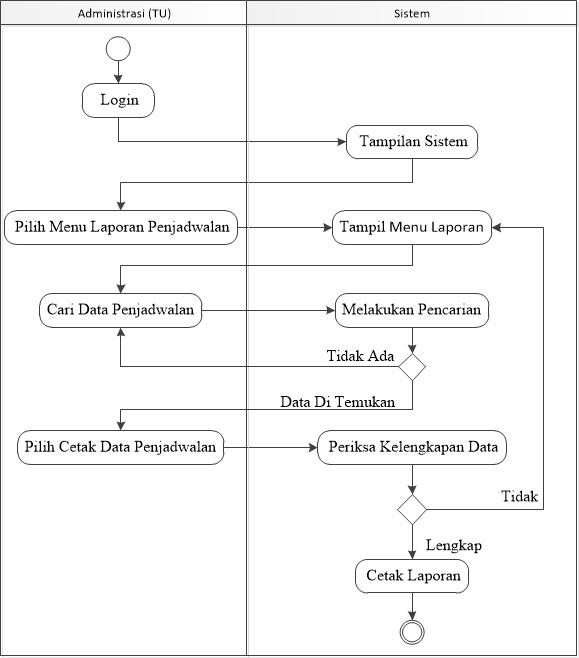 Administrasi (TU)
Sistem
Login
Tampilan Sistem
Pilih Menu Laporan Penjadwalan
Tampil Menu Laporan
Cari Data Penjadwalan
Melakukan Pencarian
Tidak Ada
Data Di Temukan
Pilih Cetak Data Penjadwalan
Periksa Kelengkapan Data
Tidak
Lengkap
Cetak Laporan